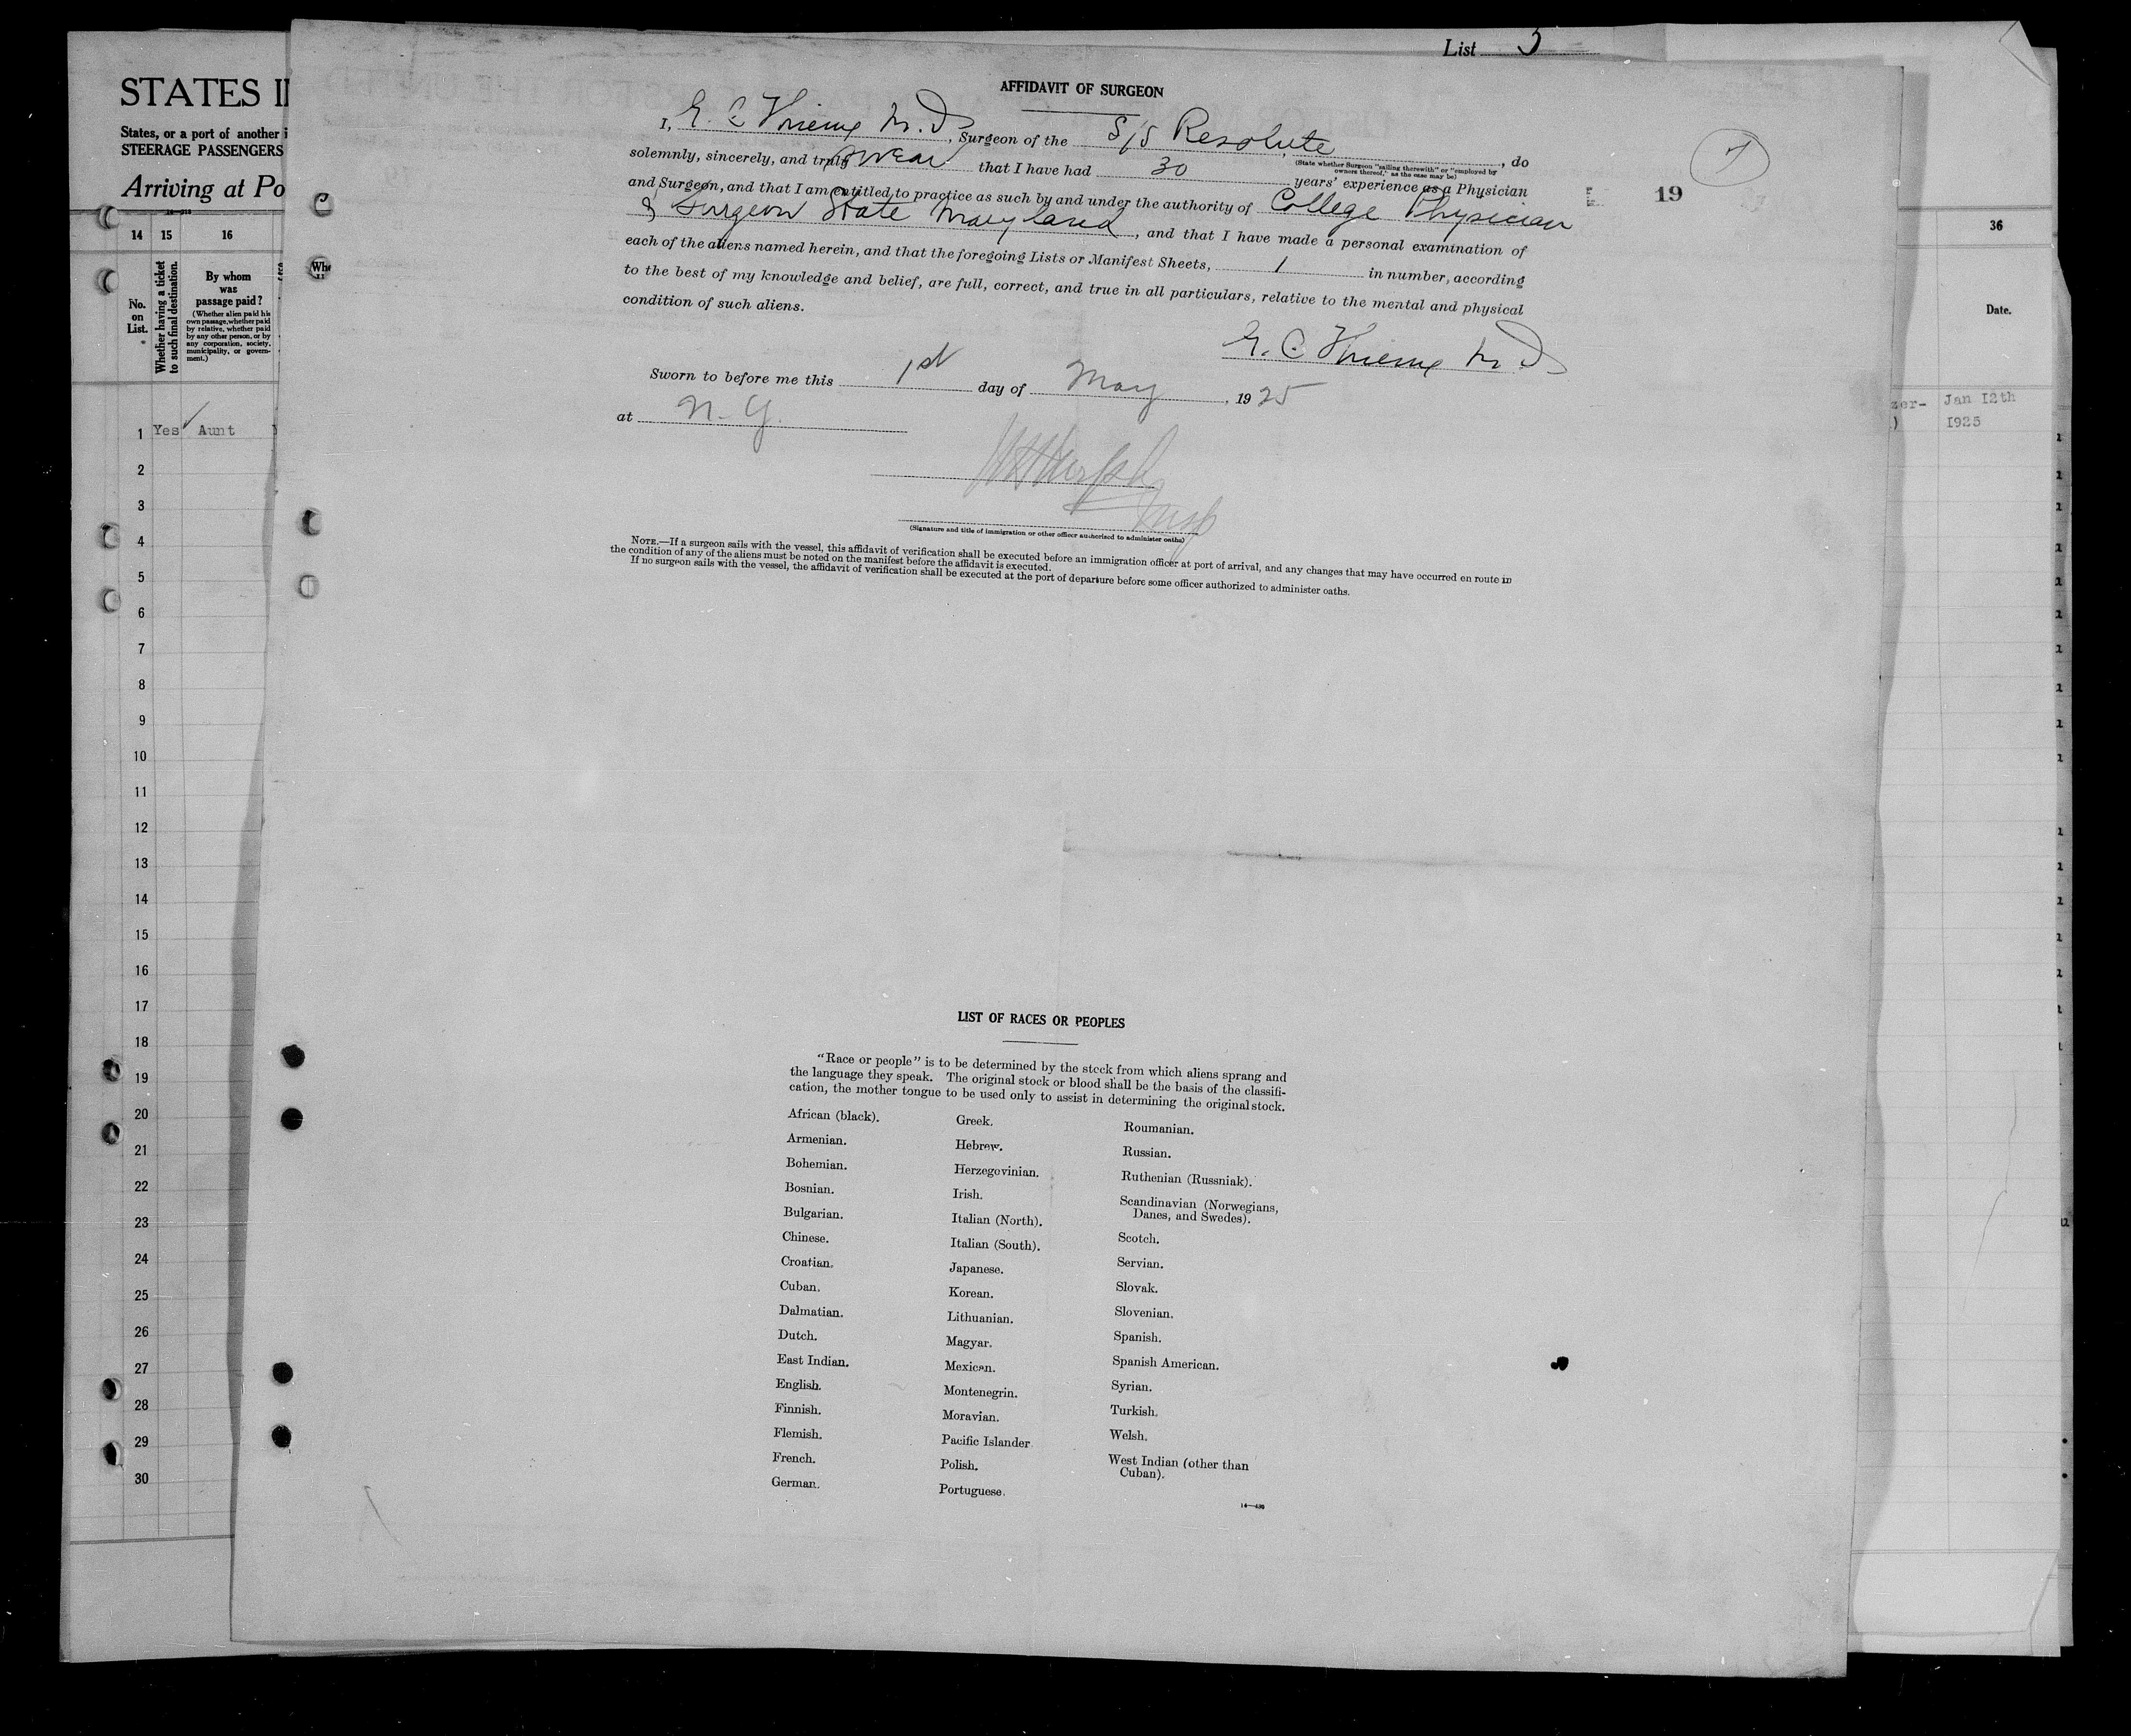 List 3
STATES I
States, or a port of another i
STEERAGE PASSENGERS
Arriving at Po
14 15 16
No. on List.
Whether having a ticket to such final destination.
By whom was passage paid?
(Whether alien paid his own passage, whether paid by relative, whether paid by any other person, or by any corporation, society, municipality, or government.)
1 Yes Aunt
2
3
4
5
6
7
8
9
10
11
12
13
14
15
16
17
18
19
20
21
22
23
24
25
26
27
28
29
30
AFFIDAVIT OF SURGEON
I, E. C. Thieme M.D., Surgeon of the S/S Resolute, do
(State whether Surgeon "sailing therewith" or "employed by
owners thereof," as the case may be)
solemnly, sincerely, and truly swear that I have had 30 years' experience as a Physician
and Surgeon, and that I am entitled to practice as such by and under the authority of College Physician
& Surgeon State Maryland, and that I have made a personal examination of
each of the aliens named herein, and that the foregoing Lists or Manifest Sheets, 1 in number, according
to the best of my knowledge and belief, are full, correct, and true in all particulars, relative to the mental and physical
condition of such aliens.
E. C. Thieme M.D.
Sworn to before me this 1st day of May, 1925
at N. Y.
Insp
(Signature and title of immigration or other officer authorized to administer oaths)
NOTE.—If a surgeon sails with the vessel, this affidavit of verification shall be executed before an immigration officer at port of arrival, and any changes that may have occurred en route in
the condition of any of the aliens must be noted on the manifest before the affidavit is executed.
If no surgeon sails with the vessel, the affidavit of verification shall be executed at the port of departure before some officer authorized to administer oaths.
LIST OF RACES OR PEOPLES
"Race or people" is to be determined by the stock from which aliens sprang and
the language they speak. The original stock or blood shall be the basis of the classifi-
cation, the mother tongue to be used only to assist in determining the original stock.
African (black).
Armenian.
Bohemian.
Bosnian.
Bulgarian.
Chinese.
Croatian.
Cuban.
Dalmatian.
Dutch.
East Indian.
English.
Finnish.
Flemish.
French.
German.
Greek.
Hebrew.
Herzegovinian.
Irish.
Italian (North).
Italian (South).
Japanese.
Korean.
Lithuanian.
Magyar.
Mexican.
Montenegrin.
Moravian.
Pacific Islander.
Polish.
Portuguese.
Roumanian.
Russian.
Ruthenian (Russniak).
Scandinavian (Norwegians,
Danes, and Swedes).
Scotch.
Servian.
Slovak.
Slovenian.
Spanish.
Spanish American.
Syrian.
Turkish.
Welsh.
West Indian (other than
Cuban).
19
36
Date.
zer-
)
Jan 12th
1925